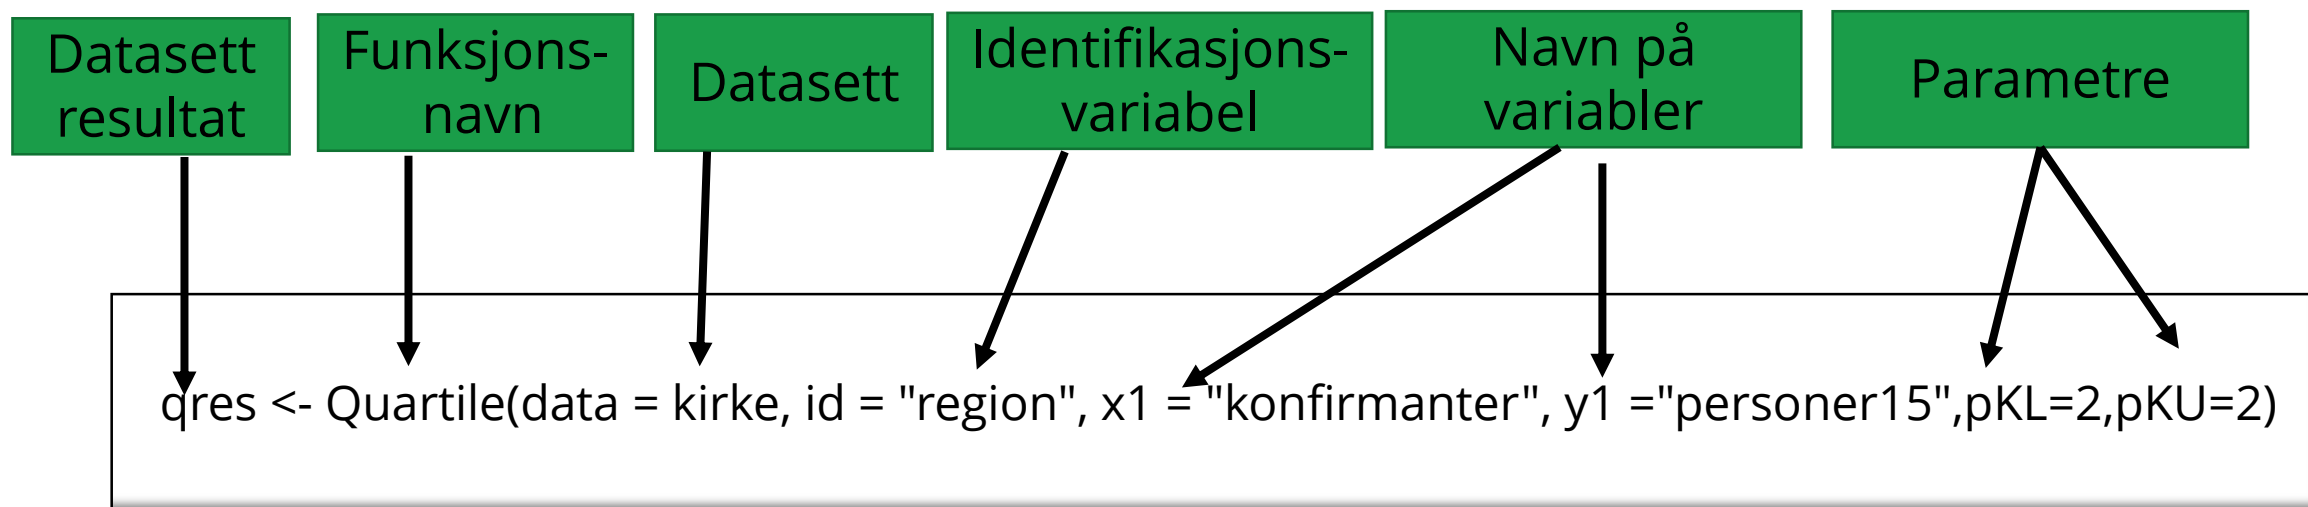 Datasett
resultat
Funksjons-
navn
Datasett
Identifikasjons-
variabel
Navn på
variabler
Parametre
qres <- Quartile(data = kirke, id = "region", x1 = "konfirmanter", y1 ="personer15",pKL=2,pKU=2)